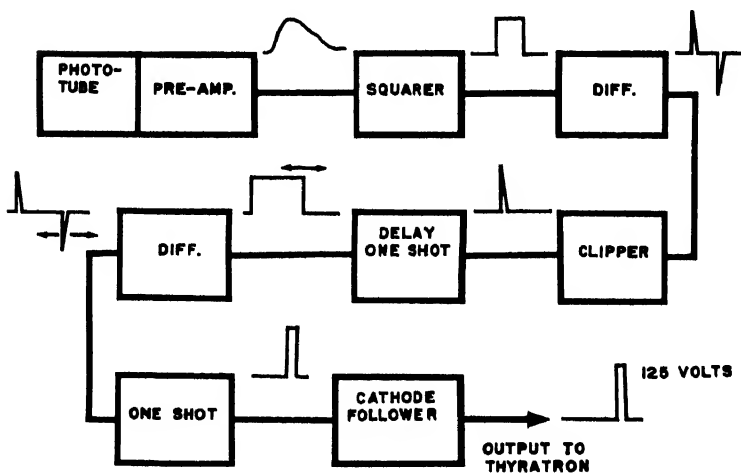 PHOTO-
TUBE
PRE-AMP.
SQUARER
DIFF.
DIFF.
DELAY
ONE SHOT
CLIPPER
ONE SHOT
CATHODE
FOLLOWER
125 VOLTS
OUTPUT TO
THYRATRON